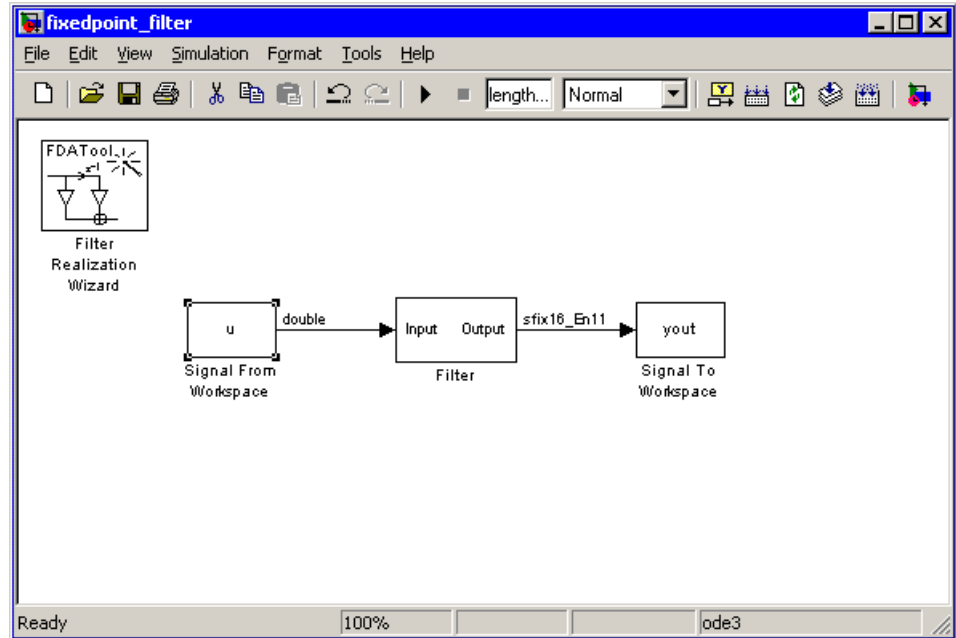 fixedpoint_filter
File Edit View Simulation Format Tools Help
length... Normal
FDATool
z-1
Filter
Realization
Wizard
u
double
Input Output
sfix16_En11
yout
Signal From
Workspace
Filter
Signal To
Workspace
Ready 100% ode3